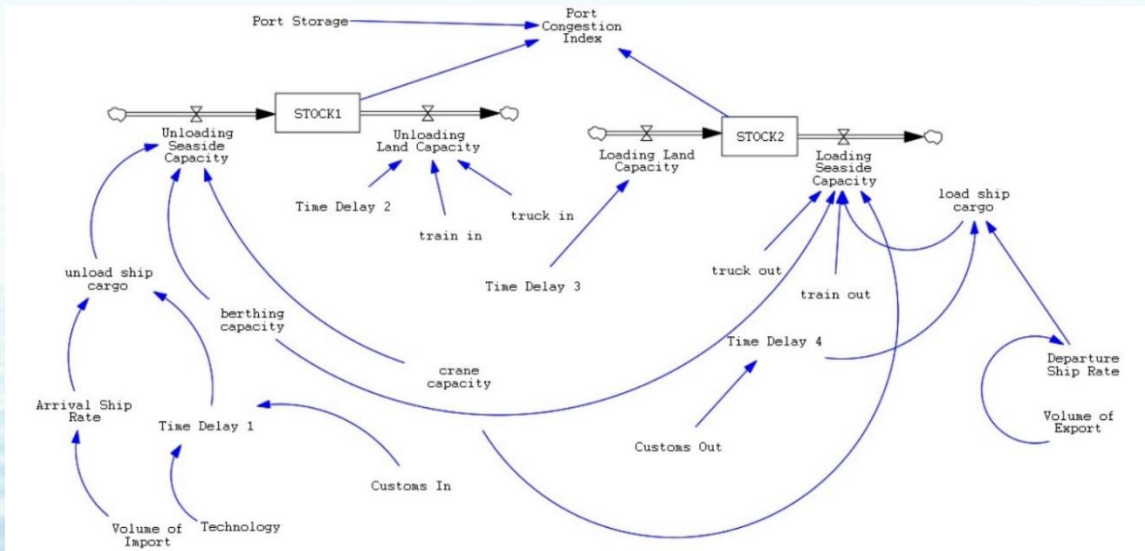 Port Storage
Port
Congestion
Index
STOCK1
Unloading
Seaside
Capacity
Unloading
Land Capacity
STOCK2
Loading Land
Capacity
Loading
Seaside
Capacity
Time Delay 2
train in
truck in
load ship
cargo
unload ship
cargo
Time Delay 3
truck out
train out
berthing
capacity
Time Delay 4
crane
capacity
Departure
Ship Rate
Arrival Ship
Rate
Time Delay 1
Volume of
Export
Customs Out
Customs In
Volume of
Import
Technology